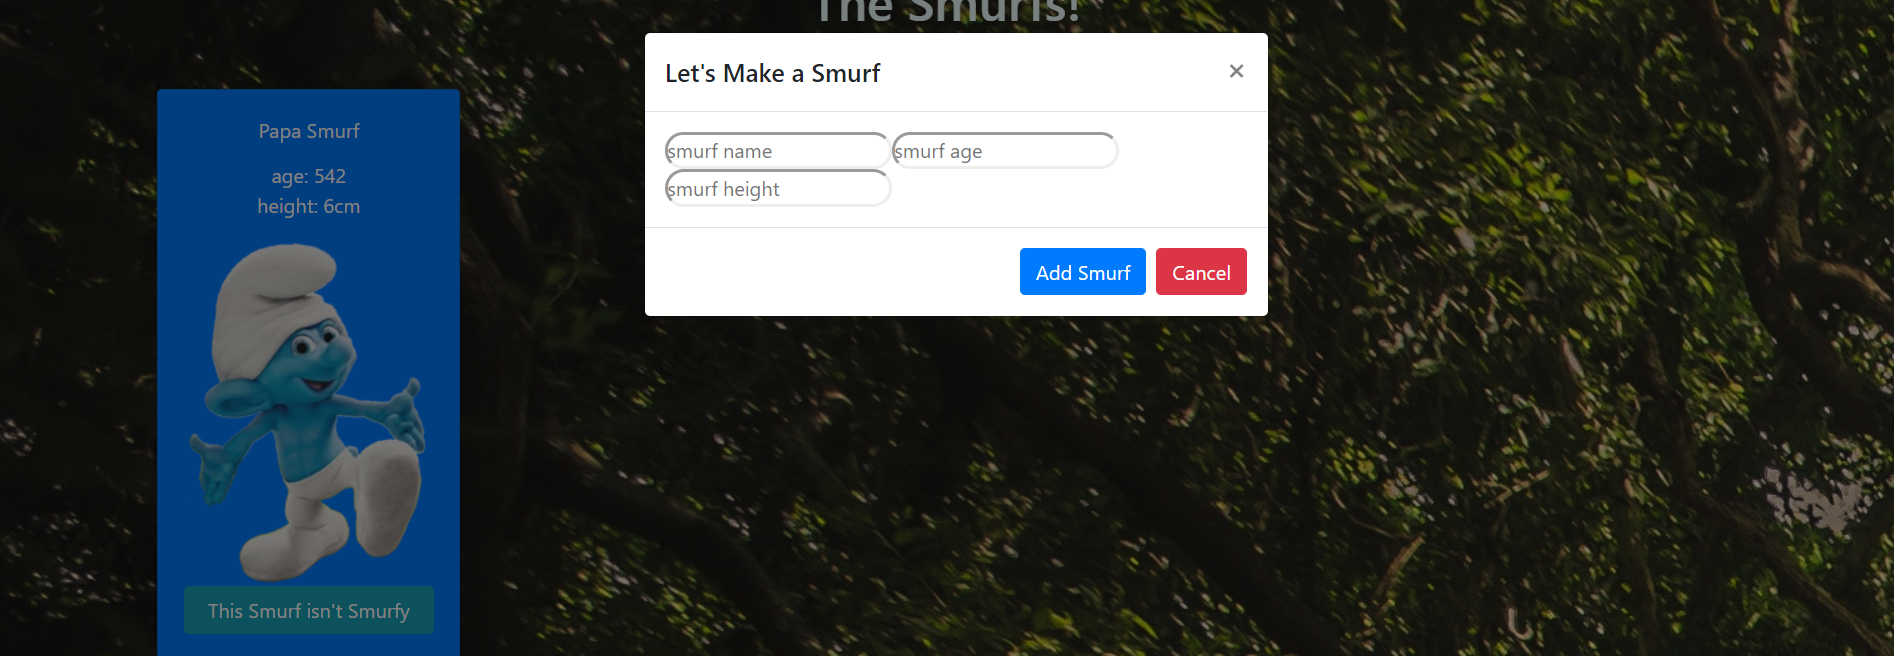 The Smurfs!
Let's Make a Smurf ×
smurf name smurf age
smurf height
Add Smurf Cancel
Papa Smurf
age: 542
height: 6cm
This Smurf isn't Smurfy